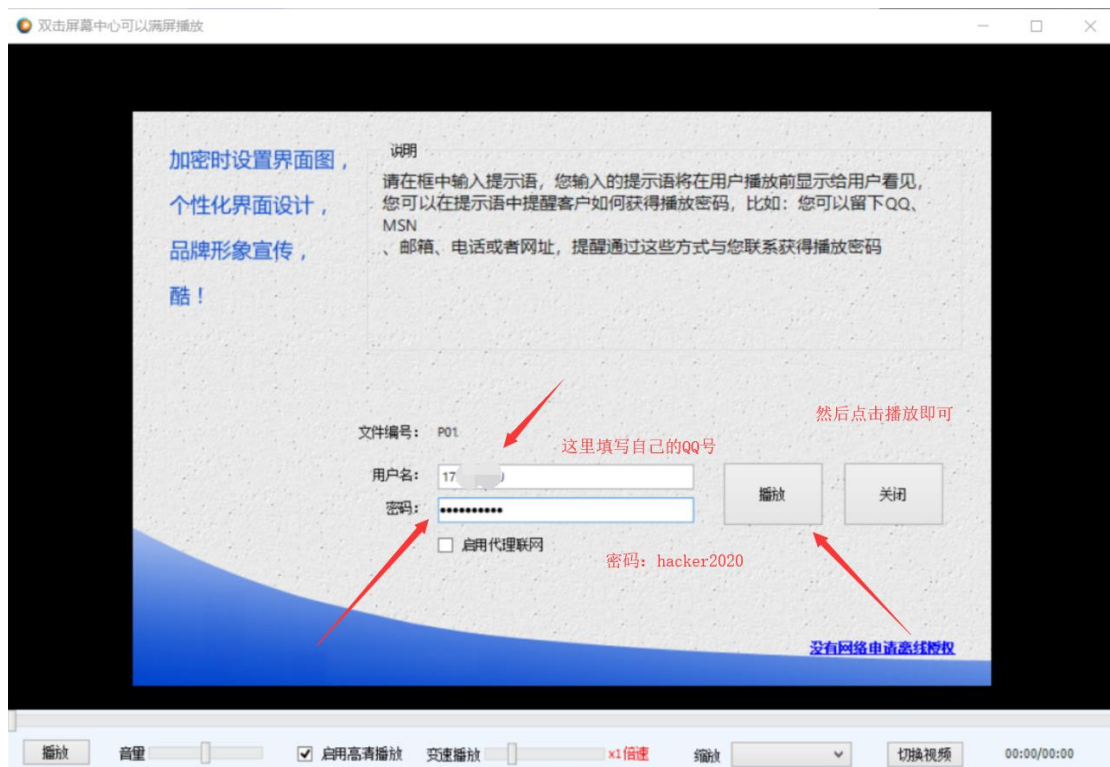 双击屏幕中心可以满屏播放
加密时设置界面图，
个性化界面设计，
品牌形象宣传，
酷！
说明
请在框中输入提示语，您输入的提示语将在用户播放前显示给用户看见，
您可以在提示语中提醒客户如何获得播放密码，比如：您可以留下QQ、
MSN
、邮箱、电话或者网址，提醒通过这些方式与您联系获得播放密码
然后点击播放即可
文件编号： P01
这里填写自己的QQ号
用户名： 17
播放 关闭
密码： ●●●●●●●●●●
启用代理联网
密码：hacker2020
没有网络申请离线授权
播放 音里 启用高清播放 变速播放 x1倍速 缩放 切换视频 00:00/00:00